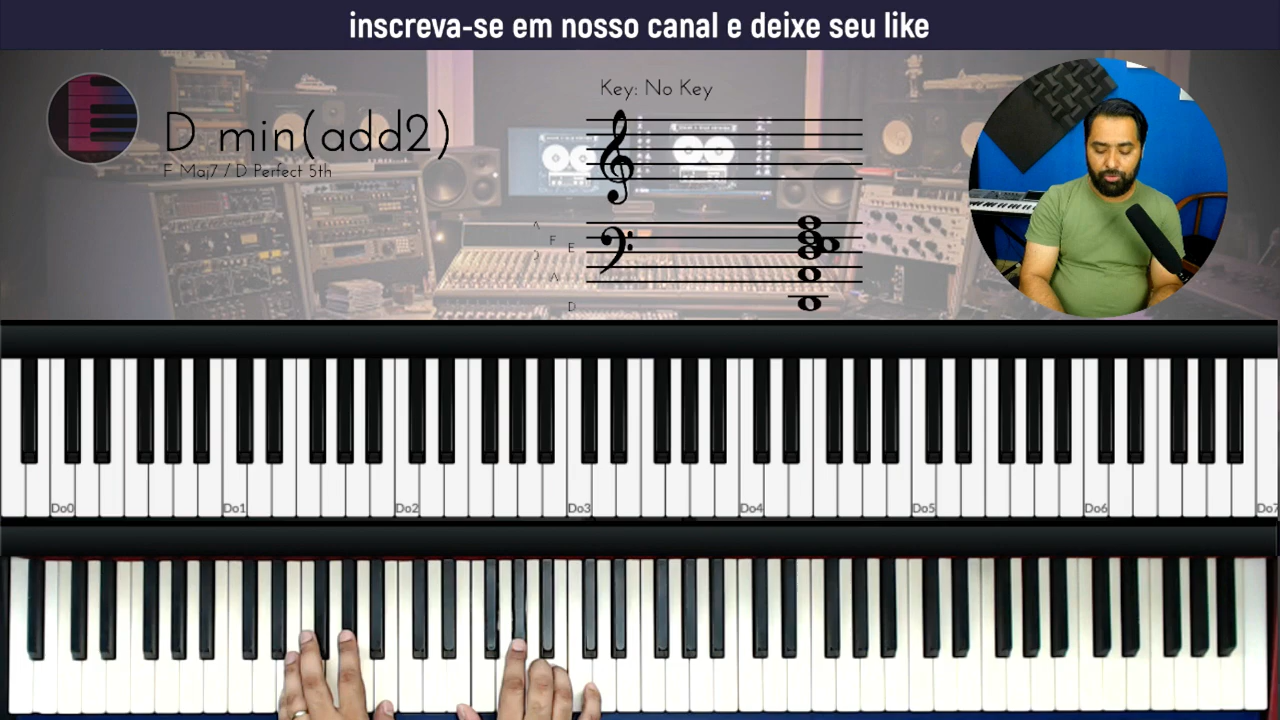 inscreva-se em nosso canal e deixe seu like
Key: No Key
D min(add2)
F Maj7 / D Perfect 5th
A
F
E
D
A
D
Do0
Do1
Do2
Do3
Do4
Do5
Do6
Do7